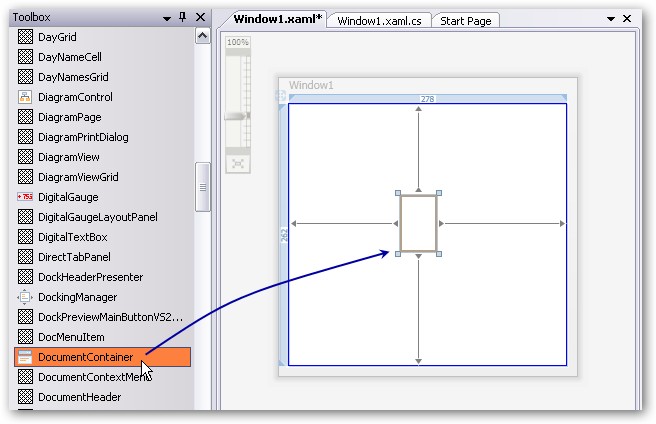 Toolbox
DayGrid
DayNameCell
DayNamesGrid
DiagramControl
DiagramPage
DiagramPrintDialog
DiagramView
DiagramViewGrid
DigitalGauge
DigitalGaugeLayoutPanel
DigitalTextBox
DirectTabPanel
DockHeaderPresenter
DockingManager
DockPreviewMainButtonVS2...
DocMenuItem
DocumentContainer
DocumentContextMenu
DocumentHeader
Window1.xaml* Window1.xaml.cs Start Page
100%
Window1
278
262